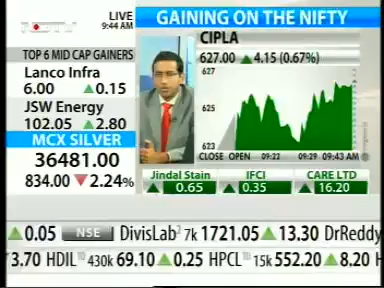 LIVE
9:44 AM
GAINING ON THE NIFTY
TOP 6 MID CAP GAINERS
Lanco Infra
6.00 ▲0.15
JSW Energy
102.05 ▲2.80
MCX SILVER
36481.00
834.00 ▼2.24%
CIPLA
627.00 ▲4.15 (0.67%)
627
625
623
CLOSE OPEN 09:22 09:29 09:43 AM
Jindal Stain IFCI CARE LTD
▲ 0.65 ▲ 0.35 ▲ 16.20
▲0.05 NSE DivisLab² 7k 1721.05▲13.30 DrReddy
3.70 HDIL¹⁰ 430k 69.10▲0.25 HPCL¹⁰ 15k 552.20▲8.20 H